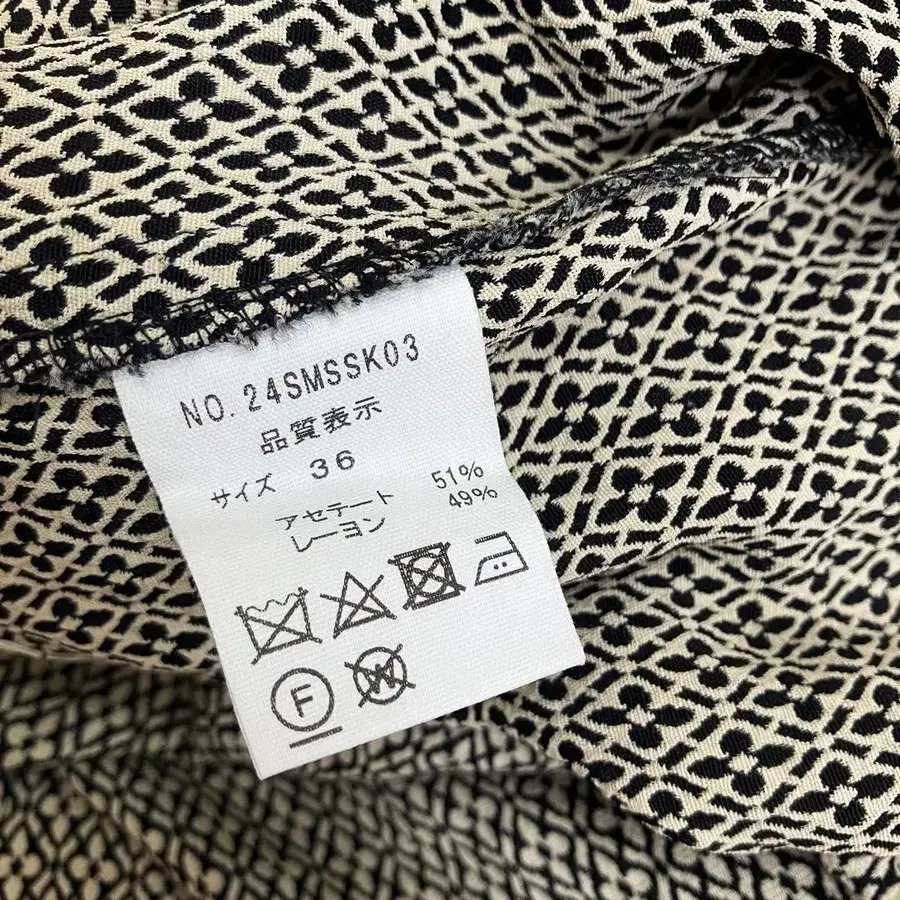 NO.24SMSSK03
品質表示
サイズ 36
アセテート 51%
レーヨン 49%
F W